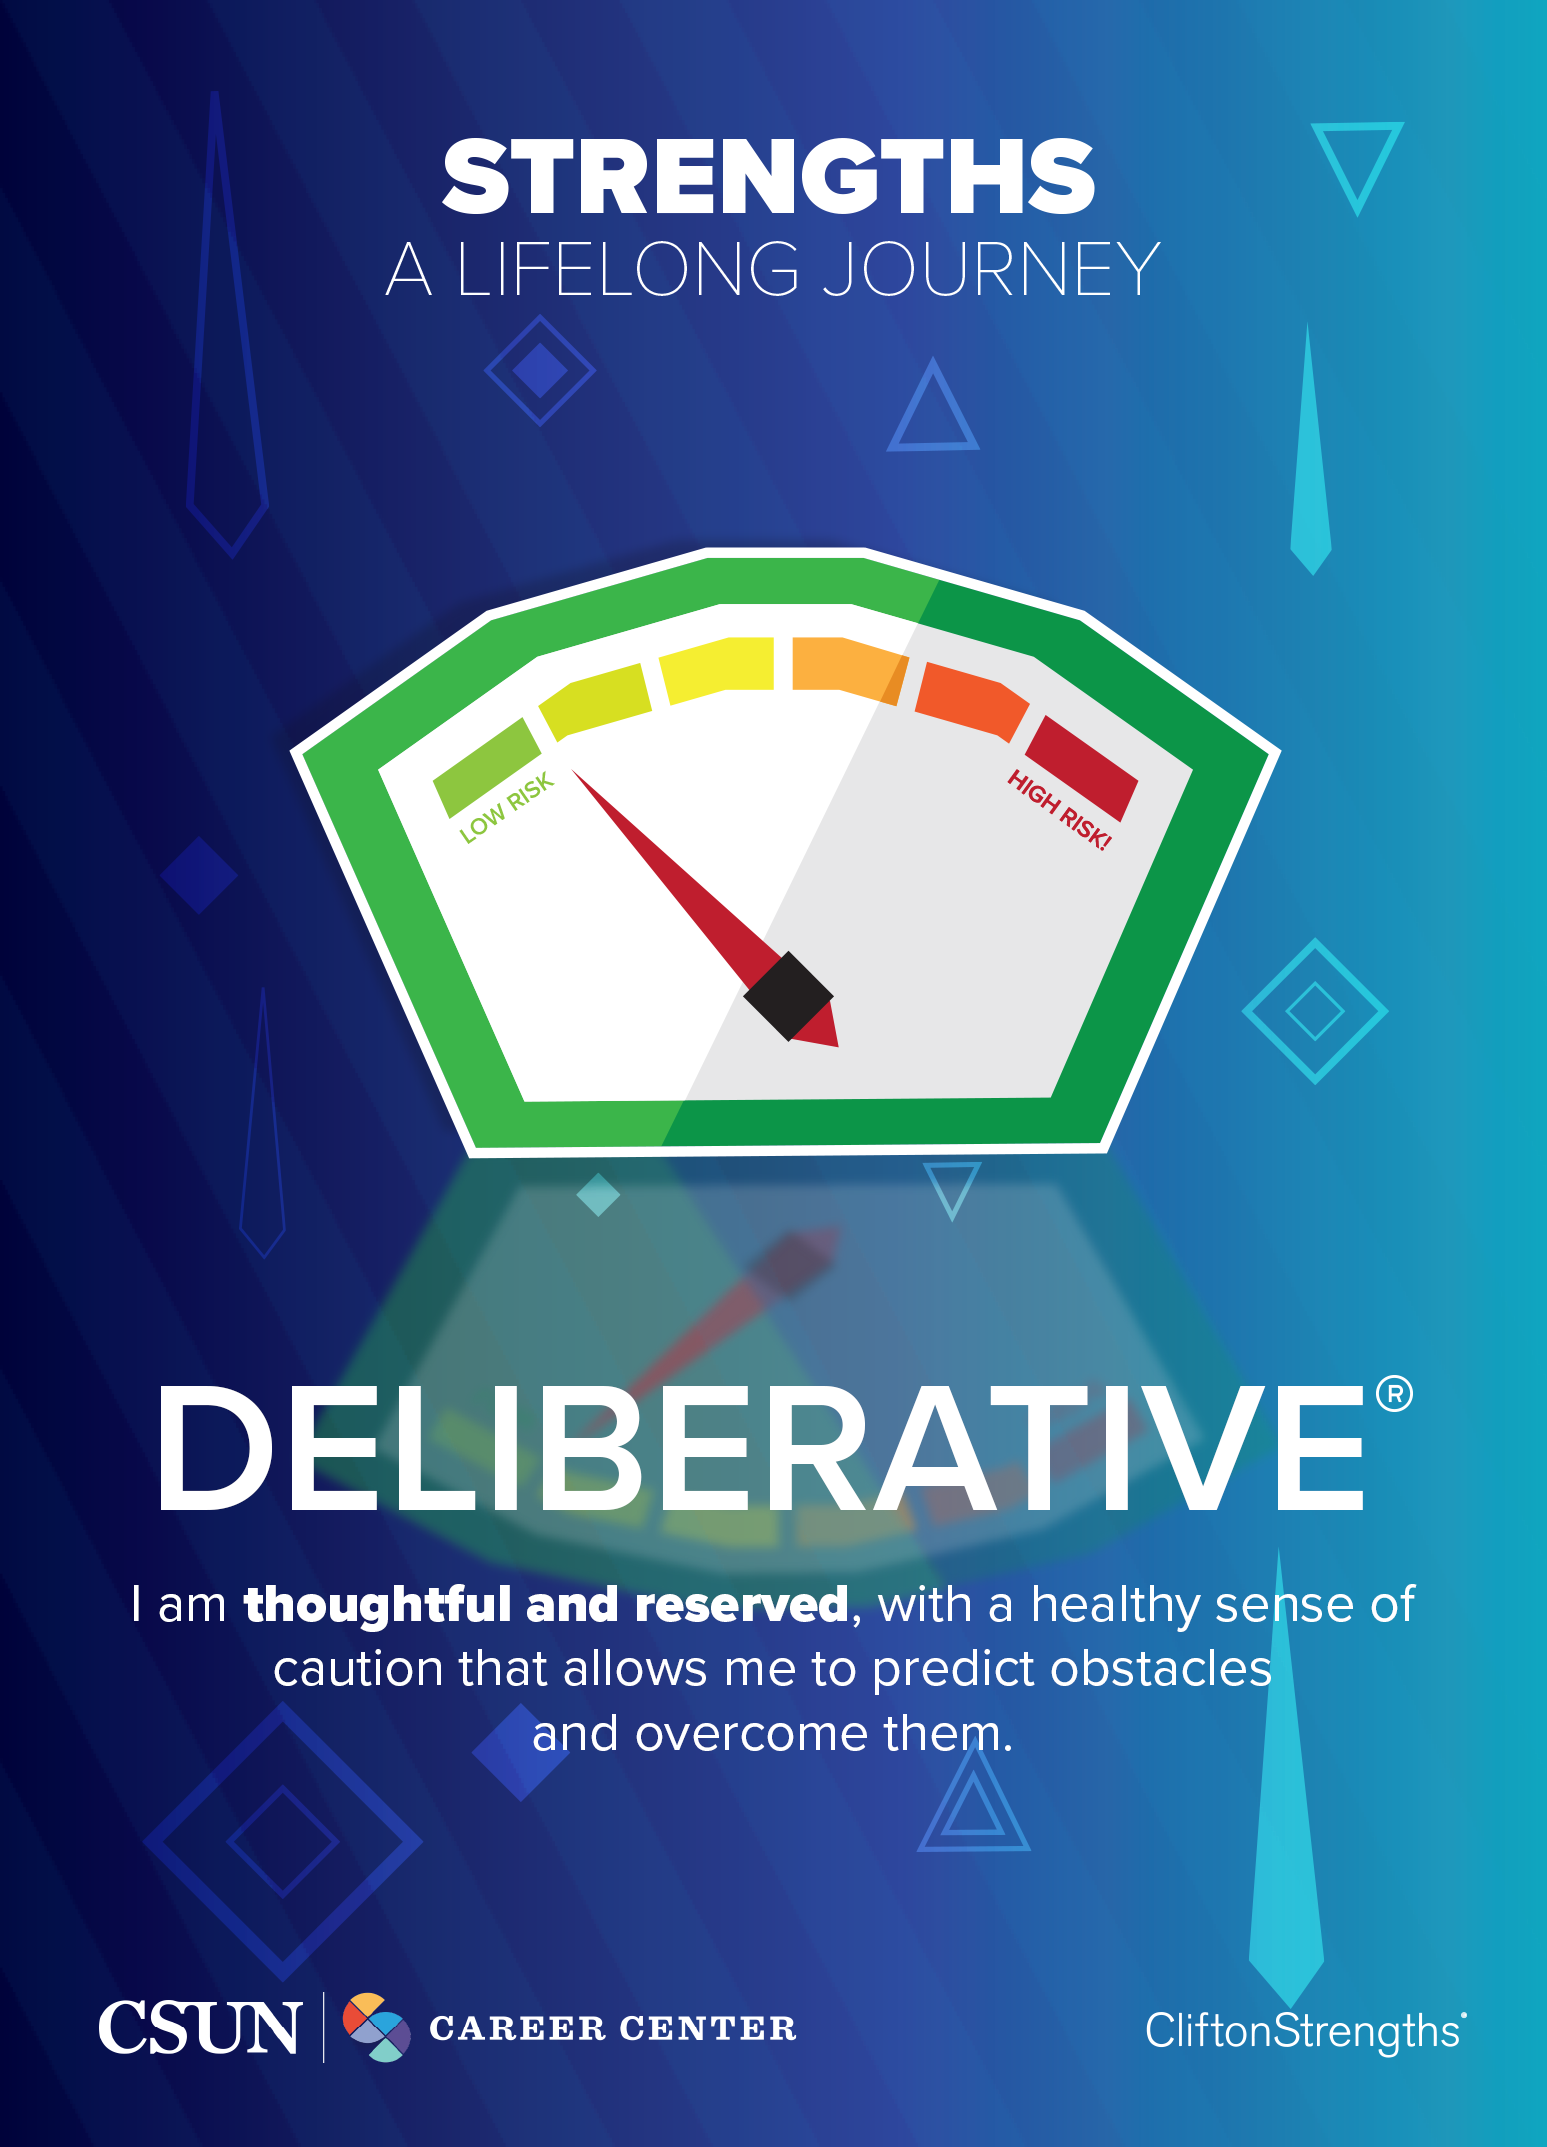 STRENGTHS
A LIFELONG JOURNEY
LOW RISK
HIGH RISK!
DELIBERATIVE®
I am thoughtful and reserved, with a healthy sense of
caution that allows me to predict obstacles
and overcome them.
CSUN | CAREER CENTER
CliftonStrengths®